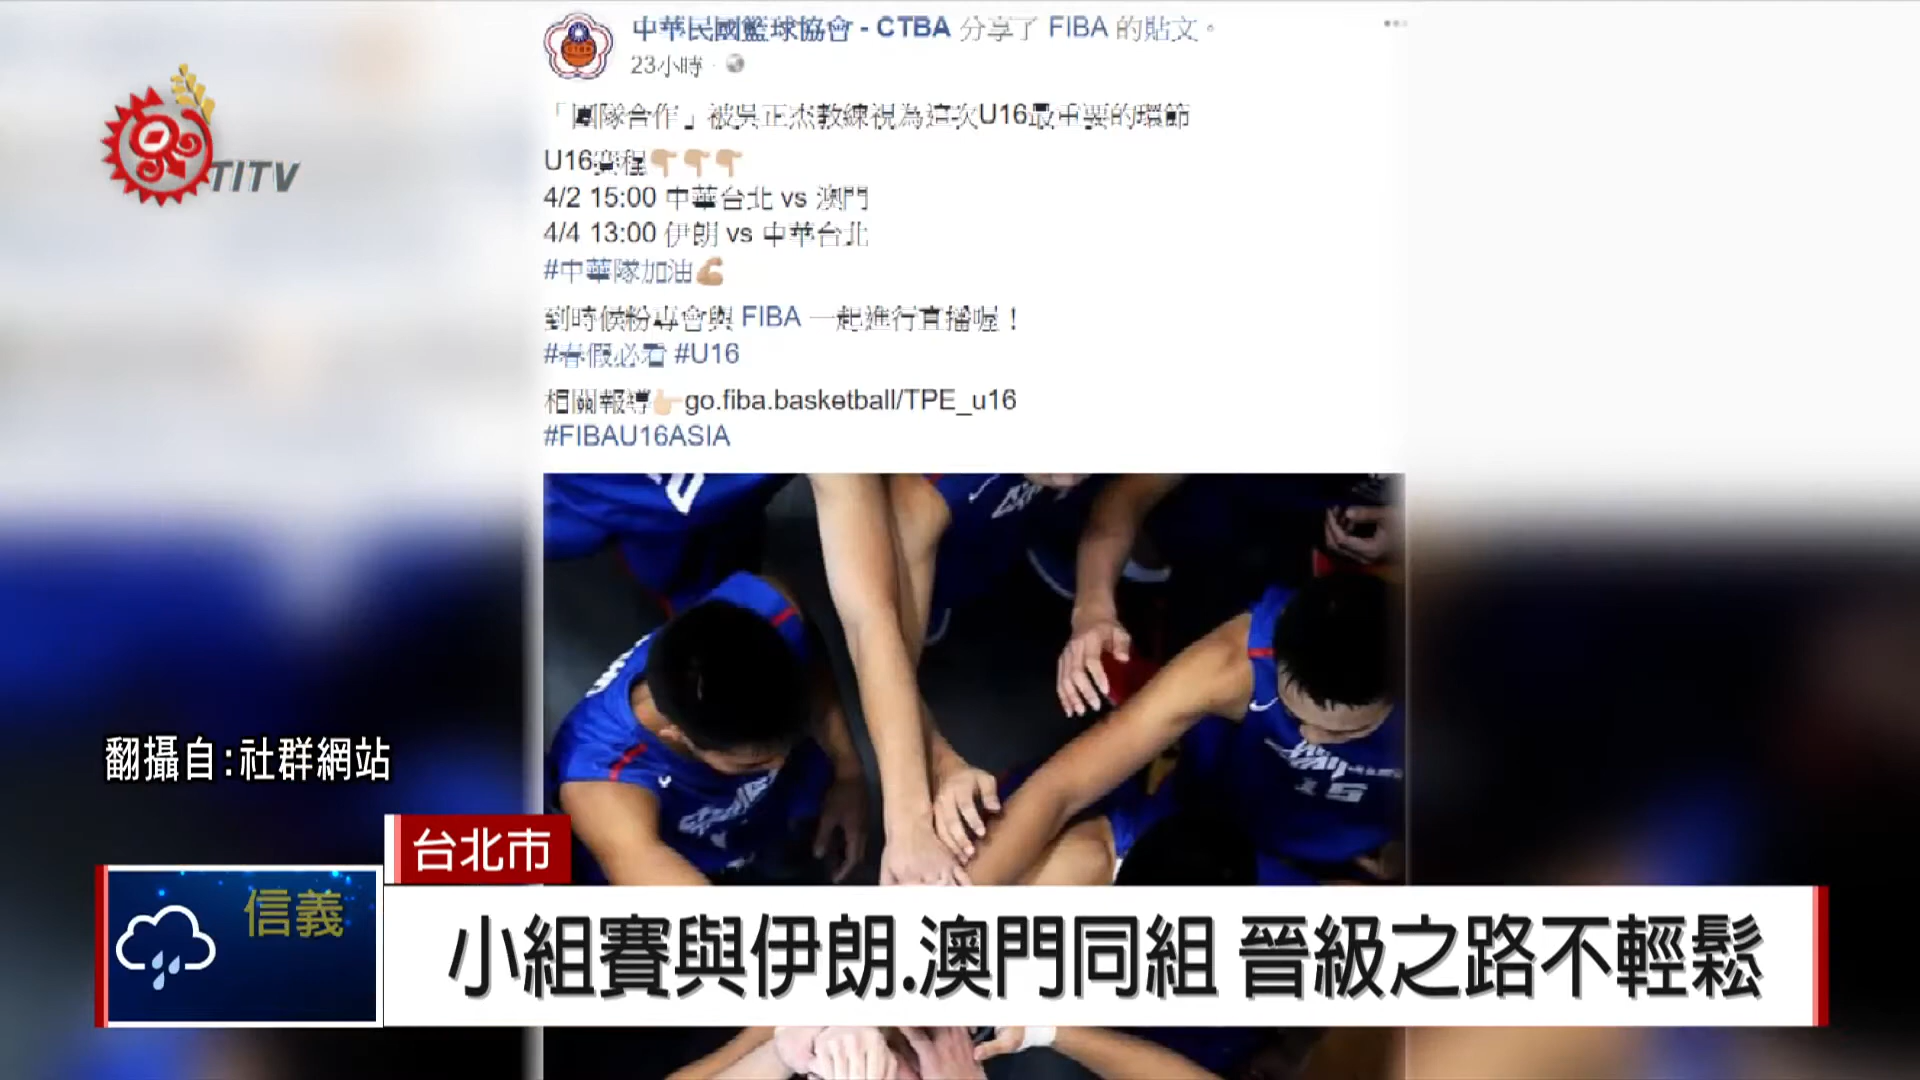 中華民國籃球協會 - CTBA 分享了 FIBA 的貼文。
23小時
「團隊合作」被吳正杰教練視為這次U16最重要的環節
U16賽程
4/2 15:00 中華台北 vs 澳門
4/4 13:00 伊朗 vs 中華台北
#中華隊加油
到時候粉專會與 FIBA 一起進行直播喔！
#春假必看 #U16
相關報導 go.fiba.basketball/TPE_u16
#FIBAU16ASIA
TITV
15
翻攝自:社群網站
台北市
信義
小組賽與伊朗.澳門同組 晉級之路不輕鬆